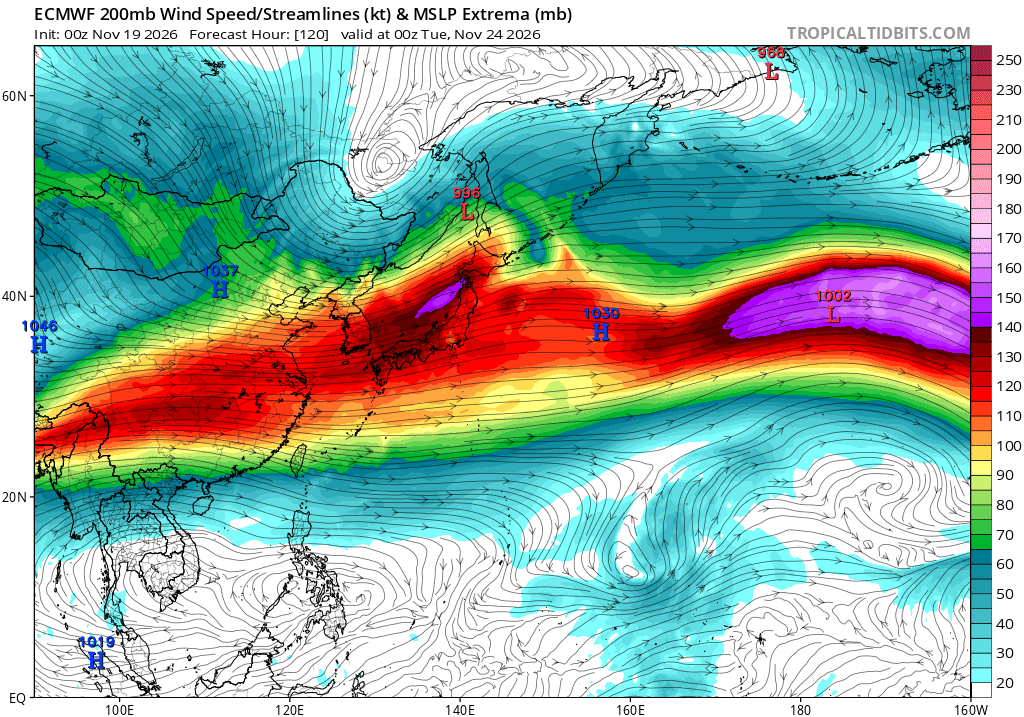 ECMWF 200mb Wind Speed/Streamlines (kt) & MSLP Extrema (mb)
Init: 00z Nov 19 2026 Forecast Hour: [120] valid at 00z Tue, Nov 24 2026
TROPICALTIDBITS.COM
968
L
250
60N
230
220
210
200
996
L
190
180
170
1037
H
160
40N
1002
L
150
1030
H
1046
H
140
130
120
110
100
90
20N
80
70
60
50
40
1019
H
30
20
EQ
100E
120E
140E
160E
180
160W